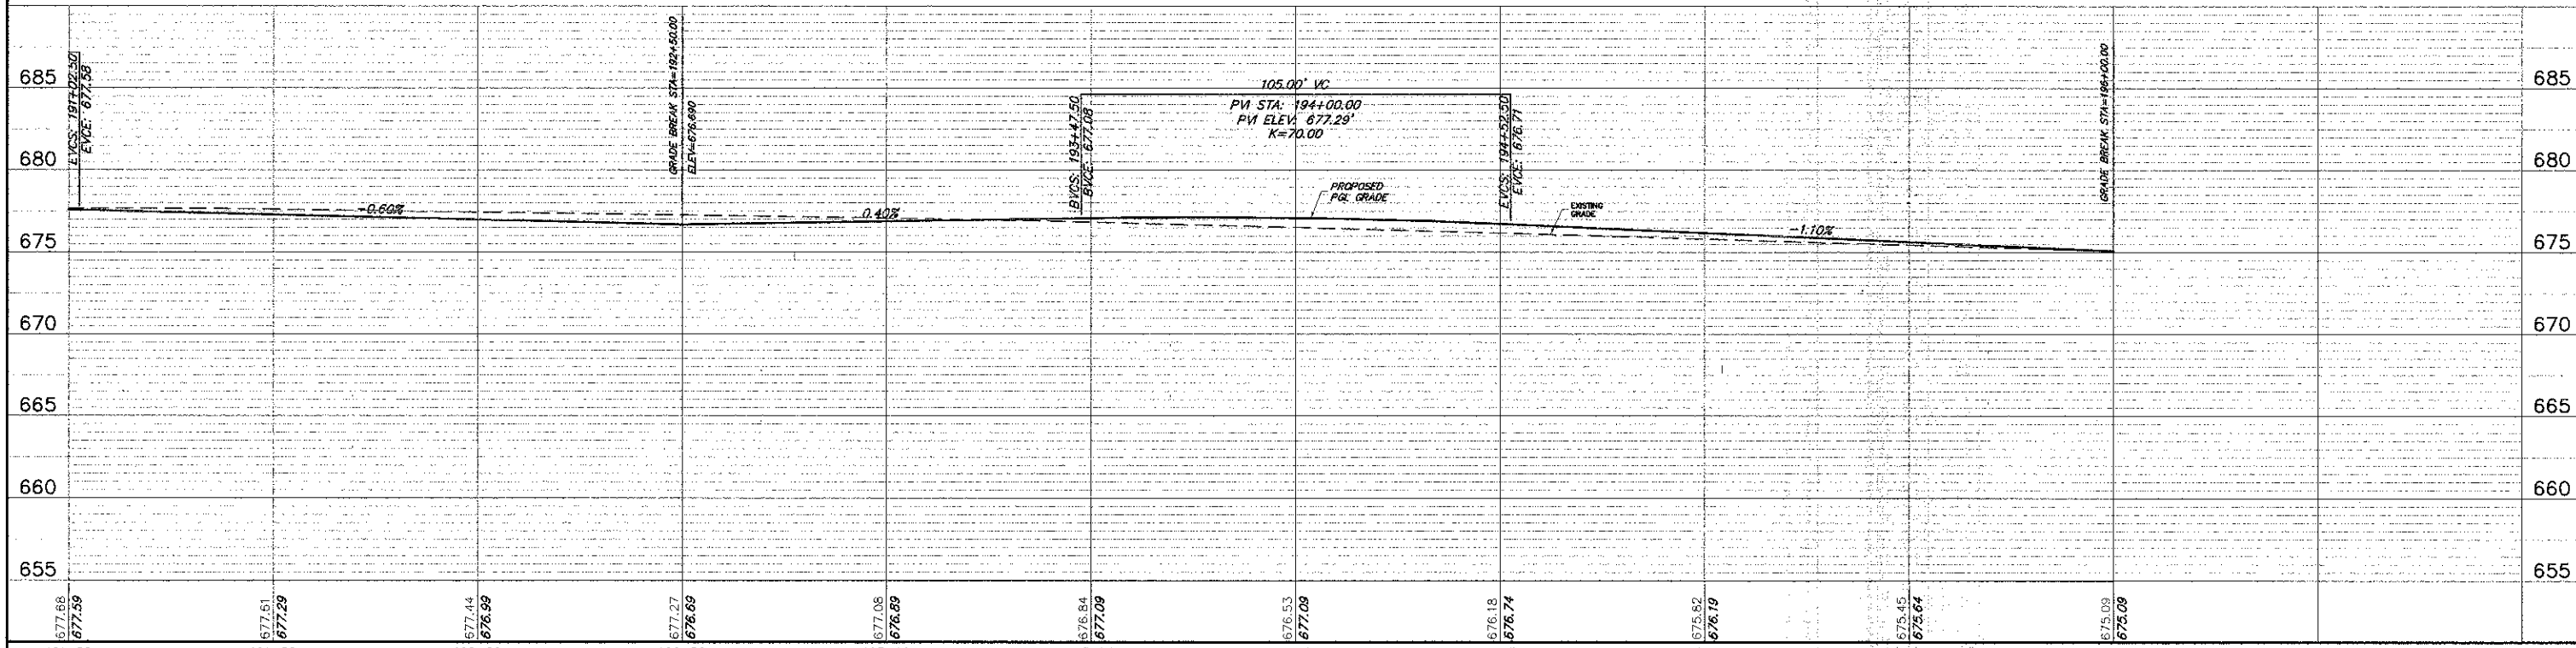 685
680
675
670
665
660
655
EVCS: 191+02.50
EVCE: 677.58
GRADE BREAK STA=192+50.00
ELEV=676.690
BVCS: 193+47.50
BVCE: 677.08
105.00' VC
PVI STA: 194+00.00
PVI ELEV: 677.29'
K=70.00
EVCS: 194+52.50
EVCE: 676.71
GRADE BREAK STA=196+00.00
-0.60%
0.40%
PROPOSED
PGL GRADE
EXISTING
GRADE
-1.10%
685
680
675
670
665
660
655
677.68
677.59
677.61
677.29
677.44
676.99
677.27
676.69
677.08
676.89
676.84
677.09
676.53
677.09
676.18
676.74
675.82
676.19
675.45
675.64
675.09
675.09